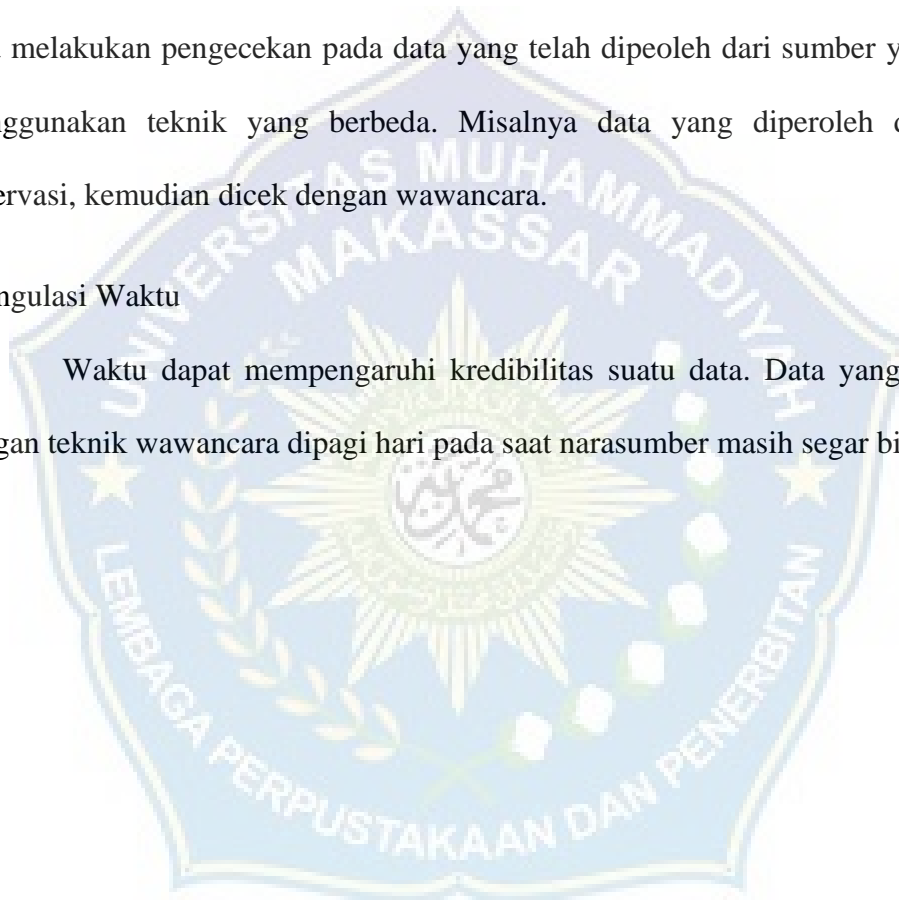 melakukan pengecekan pada data yang telah dipeoleh dari sumber
teknik yang berbeda. Misalnya data yang diperoleh
ervasi, kemudian dicek dengan wawancara.
ngulasi Waktu
Waktu dapat mempengaruhi kredibilitas suatu data. Data yang
gan teknik wawancara dipagi hari pada saat narasumber masih segar bi
UNIVERSITAS MUHAMMADIYAH
MAKASSAR
LEMBAGA PERPUSTAKAAN DAN PENERBITAN